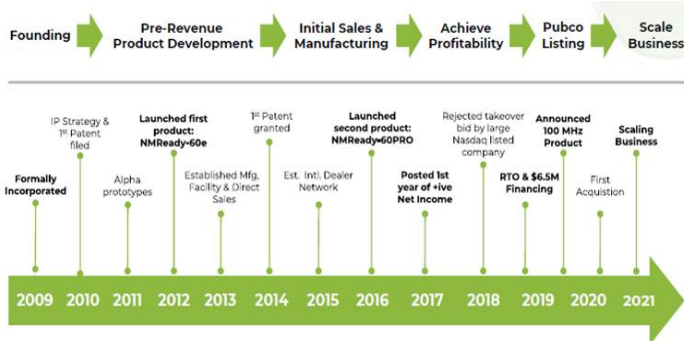 Founding
Pre-Revenue
Product Development
Initial Sales &
Manufacturing
Achieve
Profitability
Pubco
Listing
Scale
Business
Formally
Incorporated
IP Strategy &
1st Patent
filed
Alpha
prototypes
Launched first
product:
NMReady-60e
Established Mfg.
Facility & Direct
Sales
1st Patent
granted
Est. Intl. Dealer
Network
Launched
second product:
NMReady-60PRO
Posted 1st
year of +ive
Net Income
Rejected takeover
bid by large
Nasdaq listed
company
RTO & $6.5M
Financing
Announced
100 MHz
Product
First
Acquistion
Scaling
Business
2009 2010 2011 2012 2013 2014 2015 2016 2017 2018 2019 2020 2021